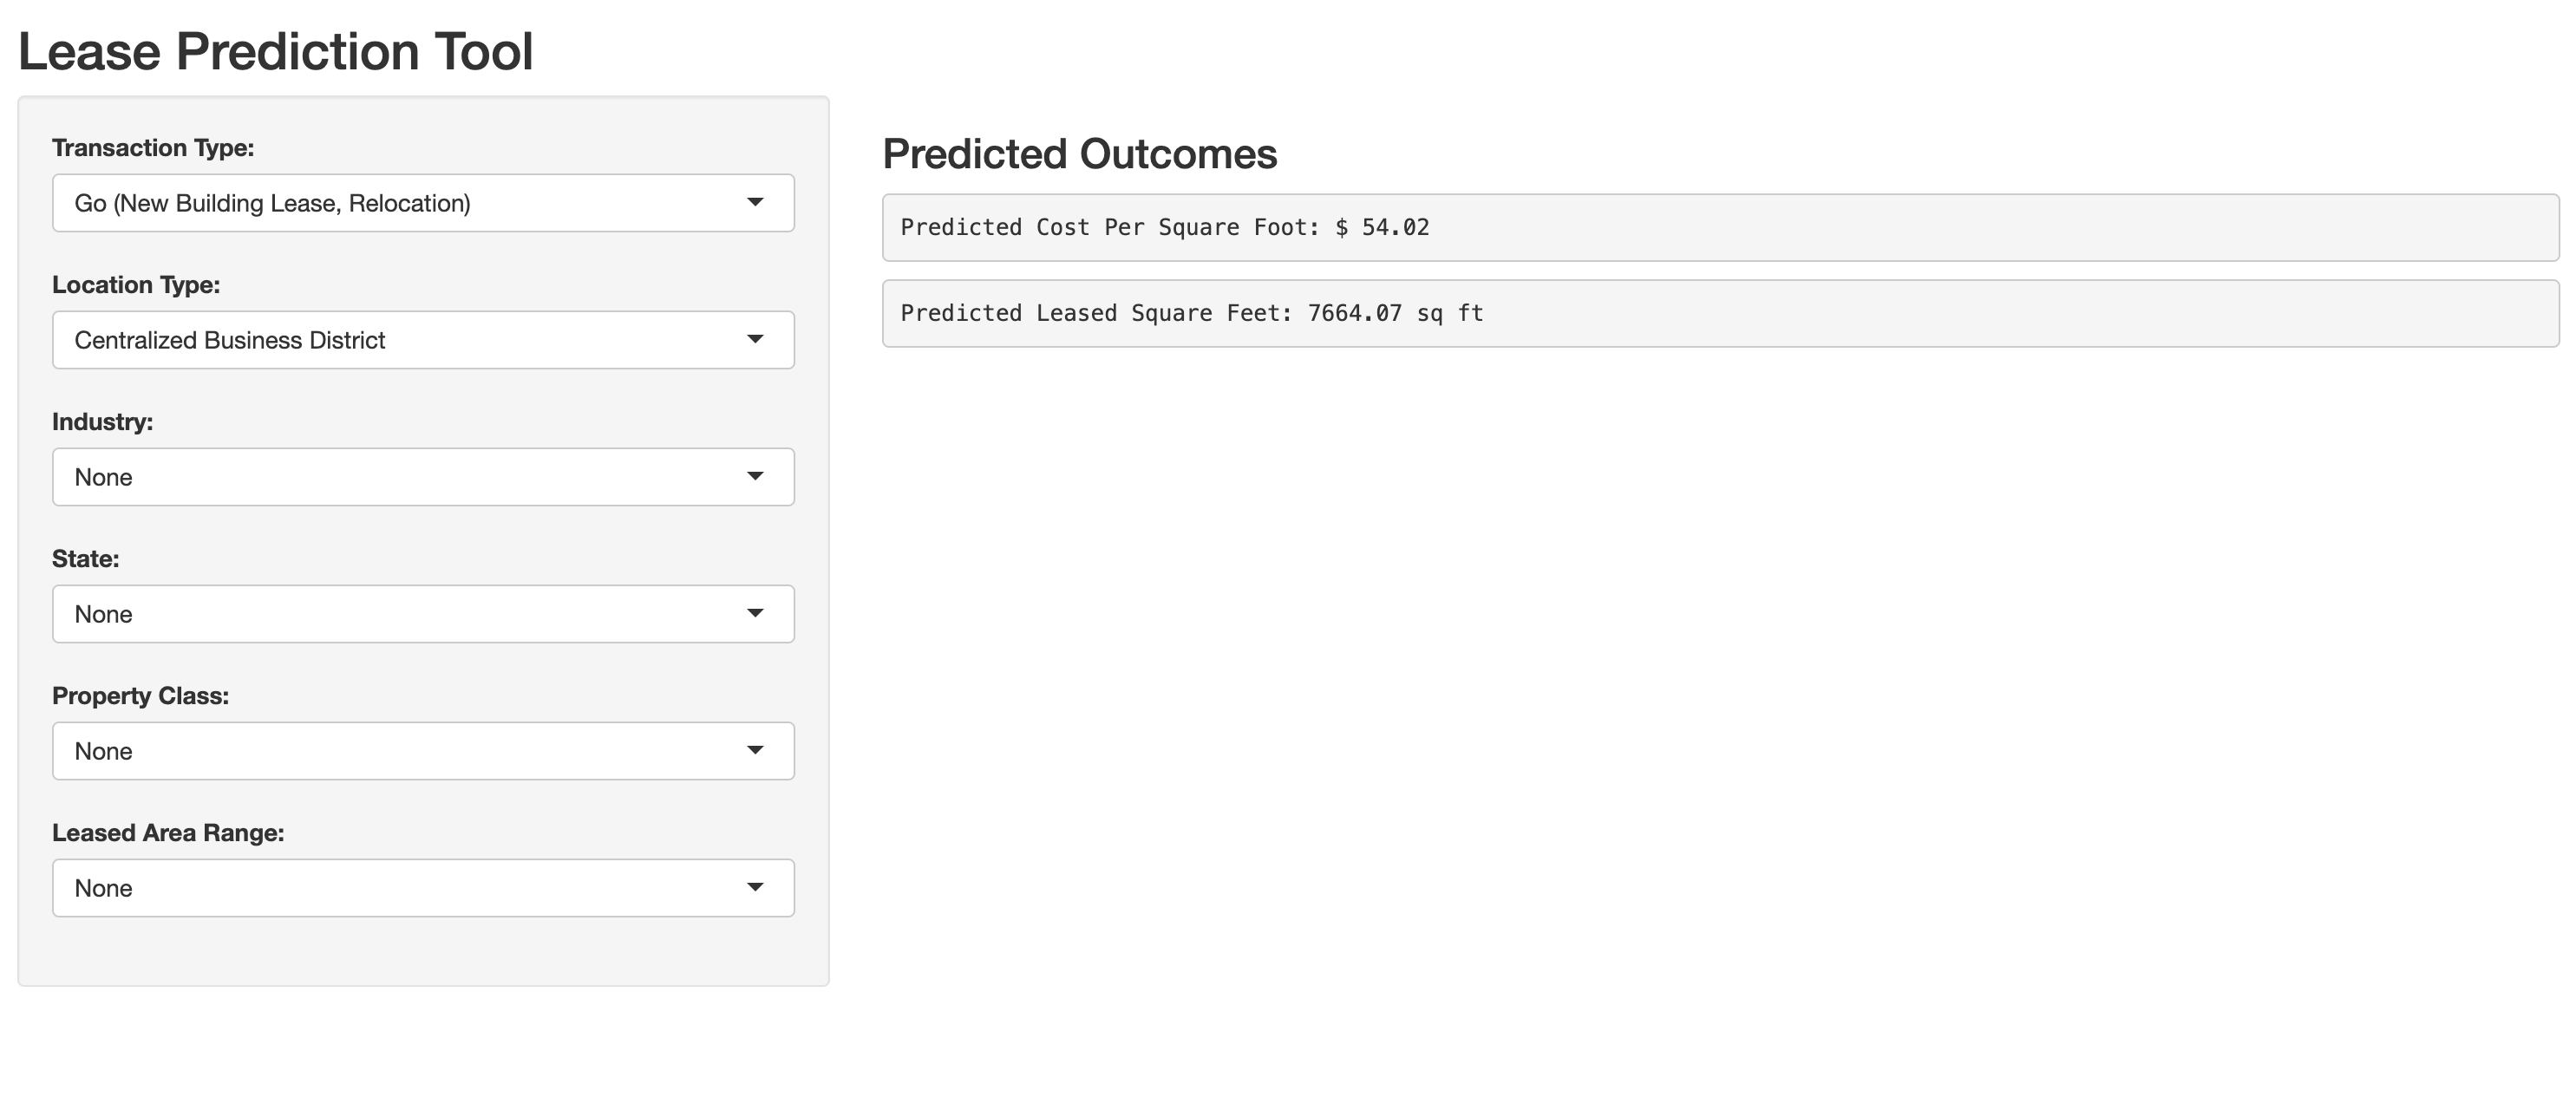 Lease Prediction Tool
Transaction Type:
Go (New Building Lease, Relocation)
Location Type:
Centralized Business District
Industry:
None
State:
None
Property Class:
None
Leased Area Range:
None
Predicted Outcomes
Predicted Cost Per Square Foot: $ 54.02
Predicted Leased Square Feet: 7664.07 sq ft